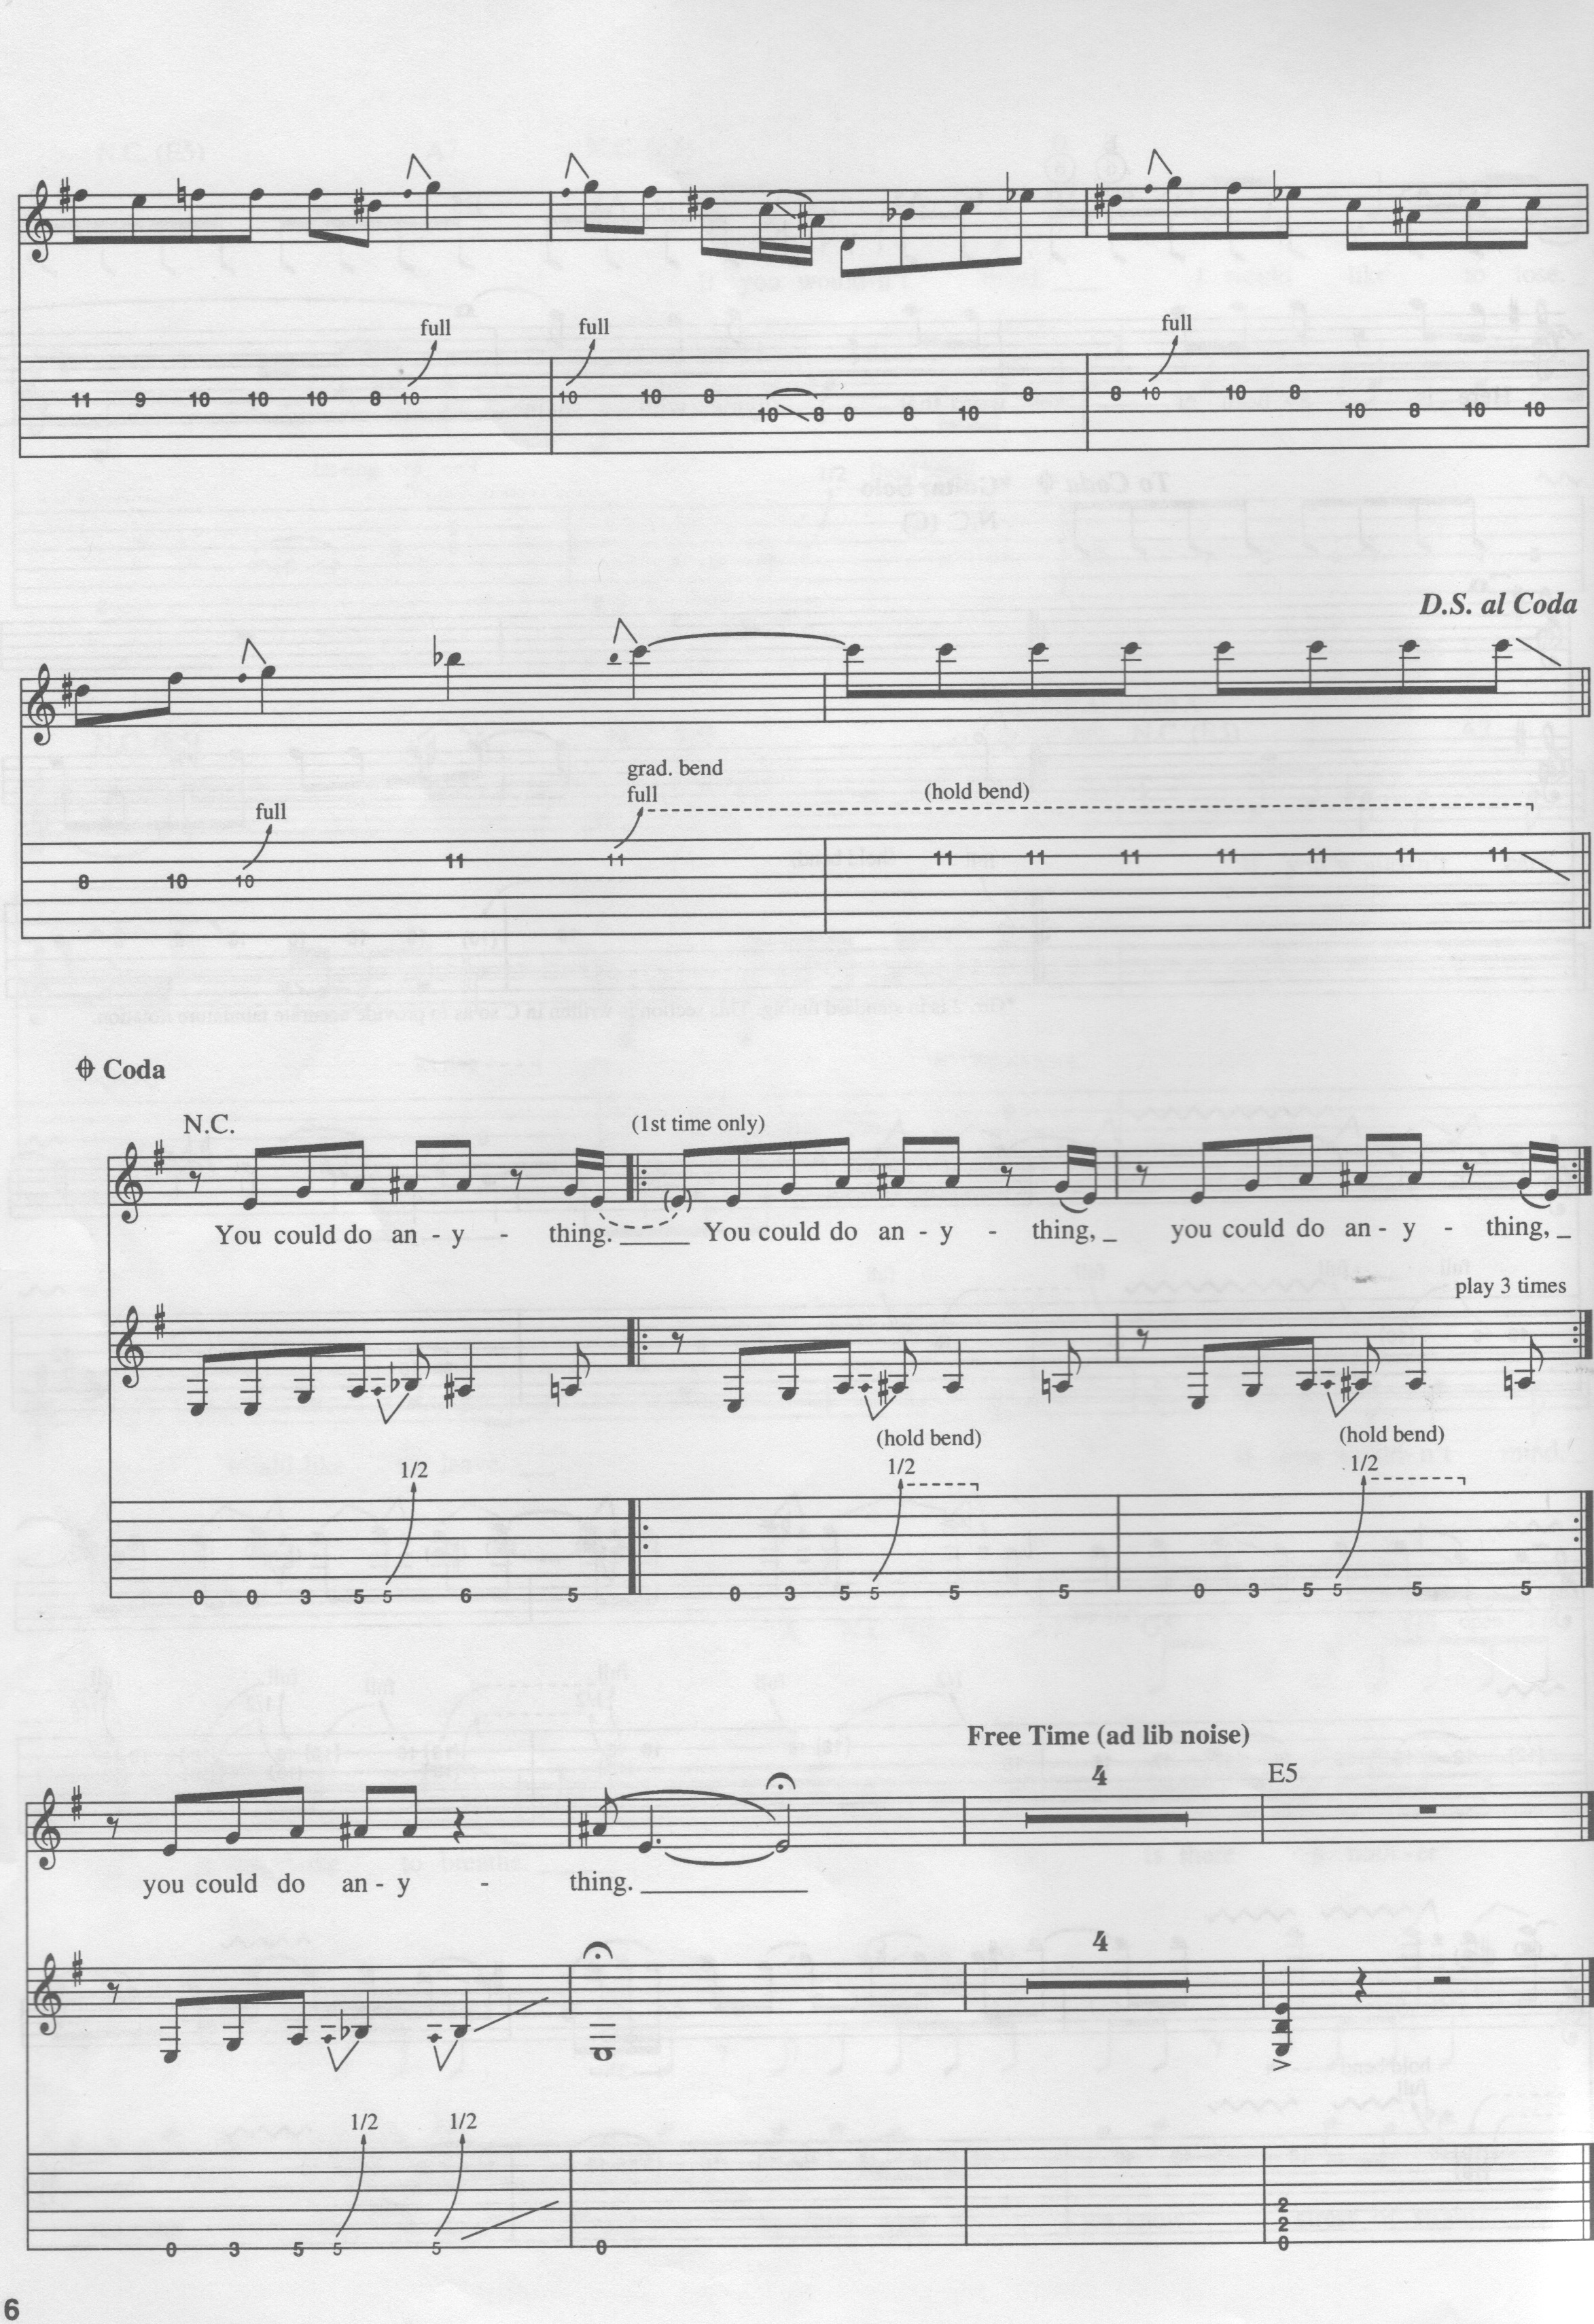 full full full
11 9 10 10 10 8 10 10 10 8 10 8 0 8 10 8 8 10 10 8 10 8 10 10
D.S. al Coda
grad. bend
full full (hold bend)
8 10 10 11 11 11 11 11 11 11 11 11
Coda
N.C. (1st time only)
You could do an - y - thing. _____ You could do an - y - thing, _ you could do an - y - thing, _
play 3 times
(hold bend) (hold bend)
1/2 1/2 1/2
0 0 3 5 5 6 5 0 3 5 5 5 5 0 3 5 5 5 5
Free Time (ad lib noise)
4 E5
you could do an - y - thing. _____
4
1/2 1/2
2
2
0 3 5 5 5 0 0
6